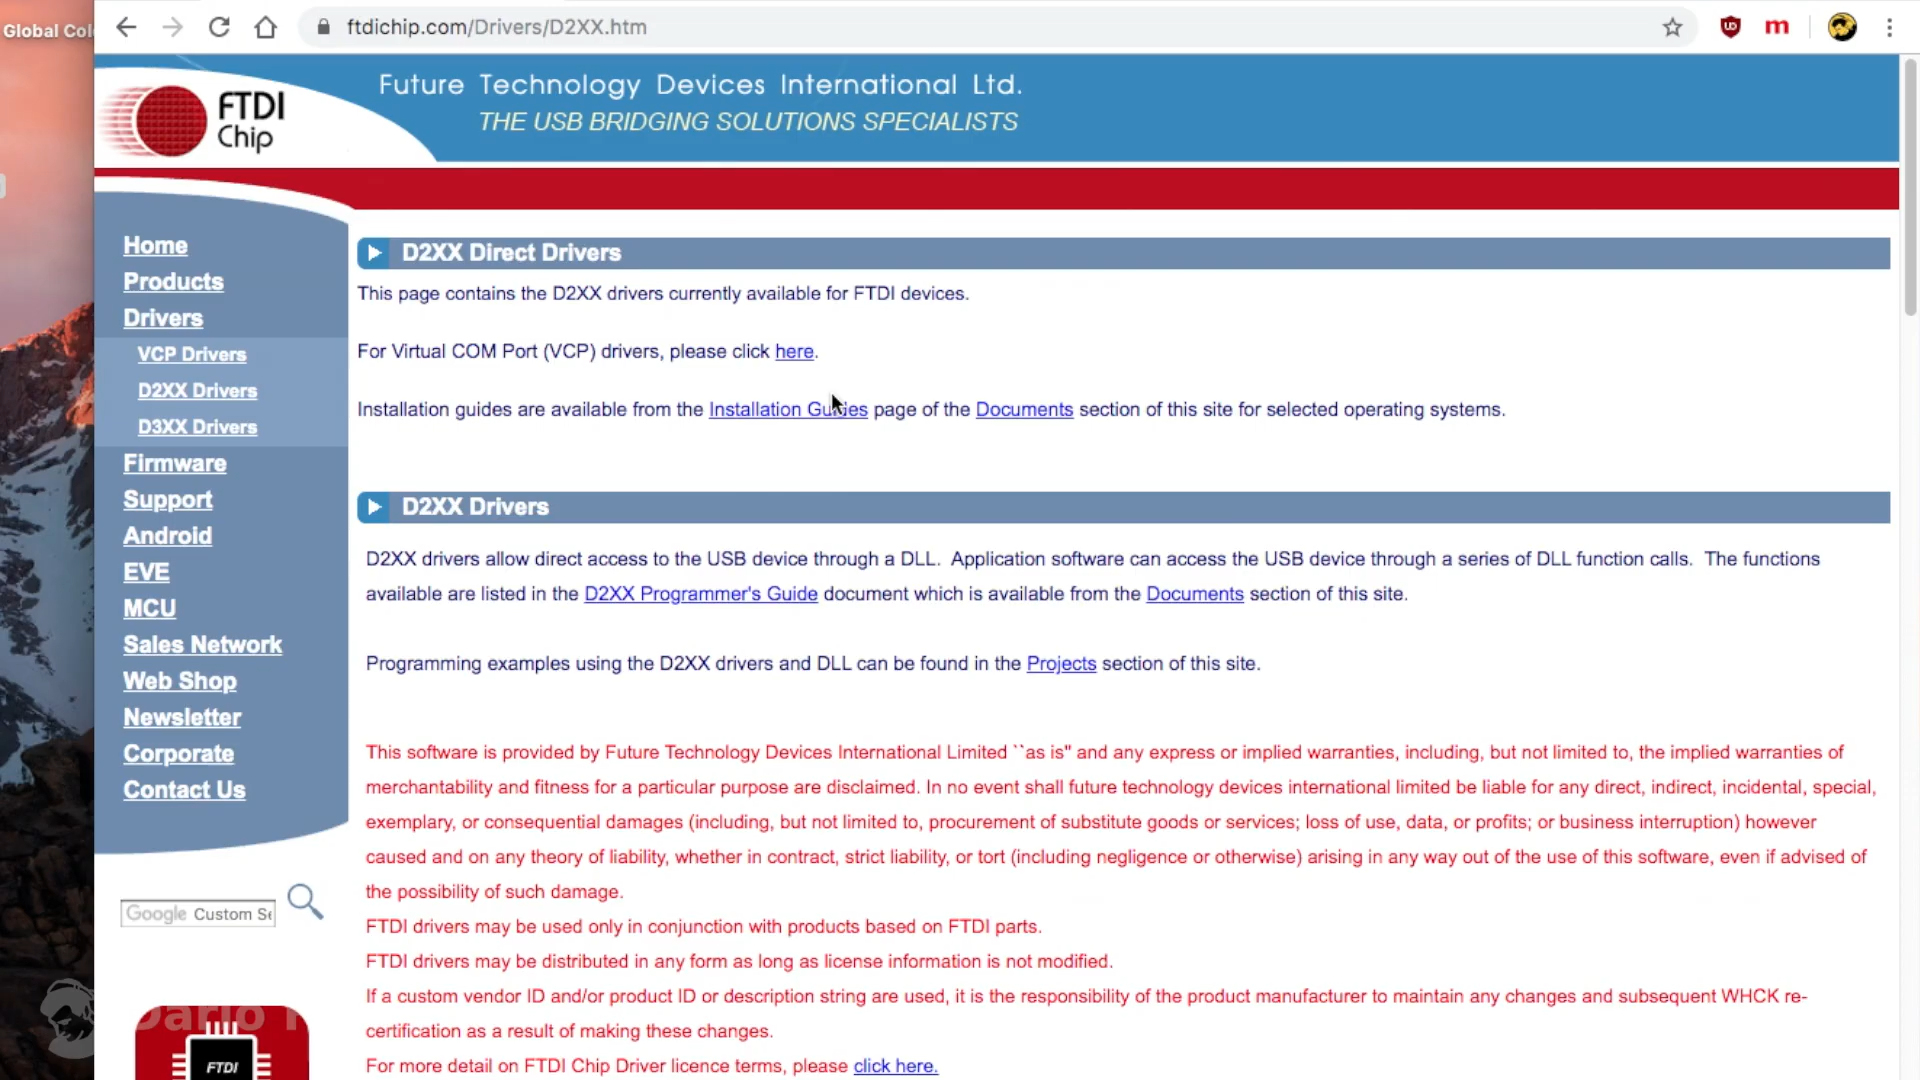 Global Col
ftdichip.com/Drivers/D2XX.htm
Future Technology Devices International Ltd.
THE USB BRIDGING SOLUTIONS SPECIALISTS
FTDI
Chip
Home
Products
Drivers
VCP Drivers
D2XX Drivers
D3XX Drivers
Firmware
Support
Android
EVE
MCU
Sales Network
Web Shop
Newsletter
Corporate
Contact Us
Google Custom Se
FTDI
D2XX Direct Drivers
This page contains the D2XX drivers currently available for FTDI devices.
For Virtual COM Port (VCP) drivers, please click here.
Installation guides are available from the Installation Guides page of the Documents section of this site for selected operating systems.
D2XX Drivers
D2XX drivers allow direct access to the USB device through a DLL. Application software can access the USB device through a series of DLL function calls. The functions
available are listed in the D2XX Programmer's Guide document which is available from the Documents section of this site.
Programming examples using the D2XX drivers and DLL can be found in the Projects section of this site.
This software is provided by Future Technology Devices International Limited ``as is'' and any express or implied warranties, including, but not limited to, the implied warranties of
merchantability and fitness for a particular purpose are disclaimed. In no event shall future technology devices international limited be liable for any direct, indirect, incidental, special,
exemplary, or consequential damages (including, but not limited to, procurement of substitute goods or services; loss of use, data, or profits; or business interruption) however
caused and on any theory of liability, whether in contract, strict liability, or tort (including negligence or otherwise) arising in any way out of the use of this software, even if advised of
the possibility of such damage.
FTDI drivers may be used only in conjunction with products based on FTDI parts.
FTDI drivers may be distributed in any form as long as license information is not modified.
If a custom vendor ID and/or product ID or description string are used, it is the responsibility of the product manufacturer to maintain any changes and subsequent WHCK re-
certification as a result of making these changes.
For more detail on FTDI Chip Driver licence terms, please click here.